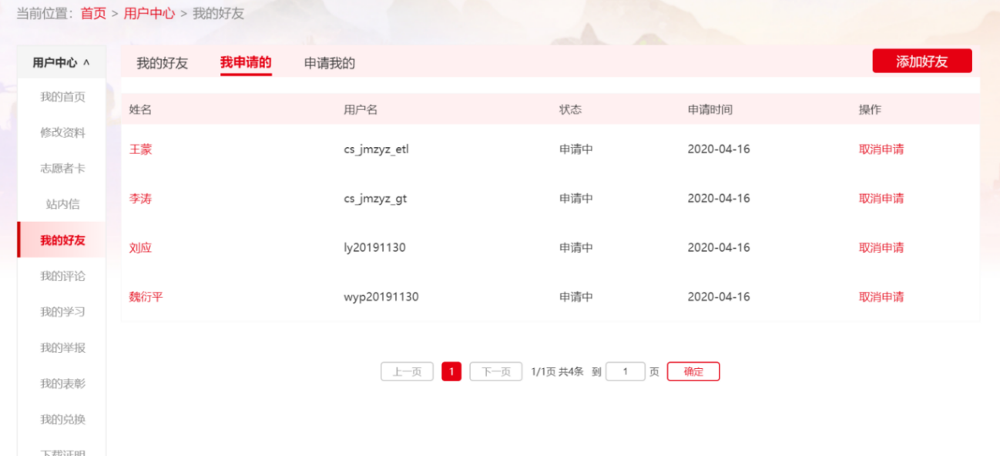 当前位置: 首页 > 用户中心 > 我的好友
用户中心 ∧
我的好友 我申请的 申请我的 添加好友
我的首页
修改资料
志愿者卡
站内信
我的好友
我的评论
我的学习
我的举报
我的表彰
我的兑换
下载证明
姓名 用户名 状态 申请时间 操作
王蒙 cs_jmzyz_etl 申请中 2020-04-16 取消申请
李涛 cs_jmzyz_gt 申请中 2020-04-16 取消申请
刘应 ly20191130 申请中 2020-04-16 取消申请
魏衍平 wyp20191130 申请中 2020-04-16 取消申请
上一页 1 下一页 1/1页 共4条 到 1 页 确定